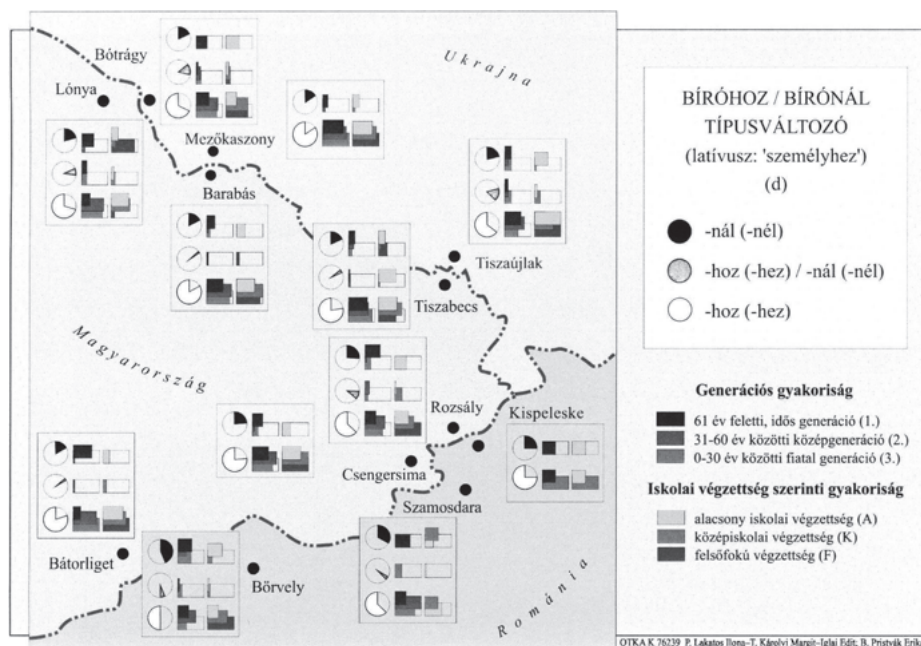 Bótrágy
Ukrajna
Lónya
Mezőkaszony
Barabás
Tiszaújlak
Tiszabecs
Magyarország
Rozsály
Kispeleske
Csengersima
Szamosdara
Bátorliget
Börvely
Románia
BÍRÓHOZ / BÍRÓNÁL
TÍPUSVÁLTOZÓ
(latívusz: 'személyhez')
(d)
-nál (-nél)
-hoz (-hez) / -nál (-nél)
-hoz (-hez)
Generációs gyakoriság
61 év feletti, idős generáció (1.)
31-60 év közötti középgeneráció (2.)
0-30 év közötti fiatal generáció (3.)
Iskolai végzettség szerinti gyakoriság
alacsony iskolai végzettség (A)
középiskolai végzettség (K)
felsőfokú végzettség (F)
OTKA K 76239 P. Lakatos Ilona–T. Károlyi Margit–Iglai Edit; B. Pristyák Erika